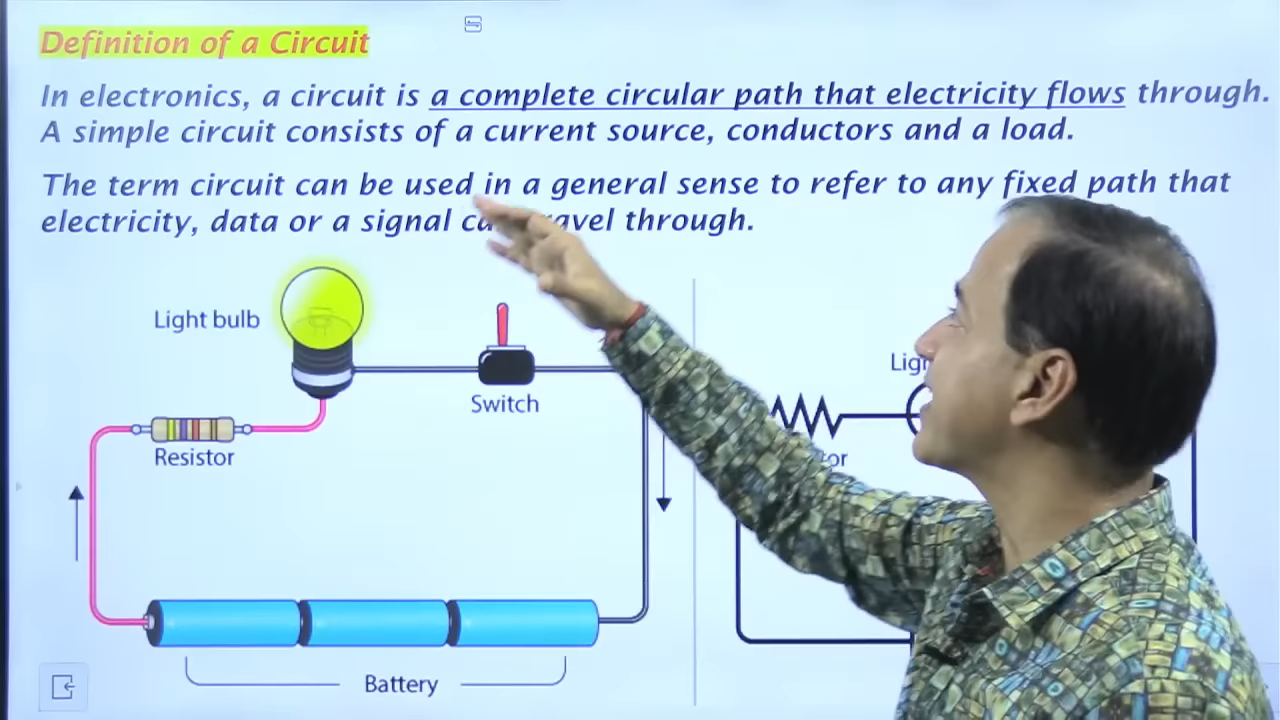 Definition of a Circuit
In electronics, a circuit is a complete circular path that electricity flows through.
A simple circuit consists of a current source, conductors and a load.
The term circuit can be used in a general sense to refer to any fixed path that
electricity, data or a signal ravel through.
Light bulb
Switch
Resistor
Battery
Lig
tor